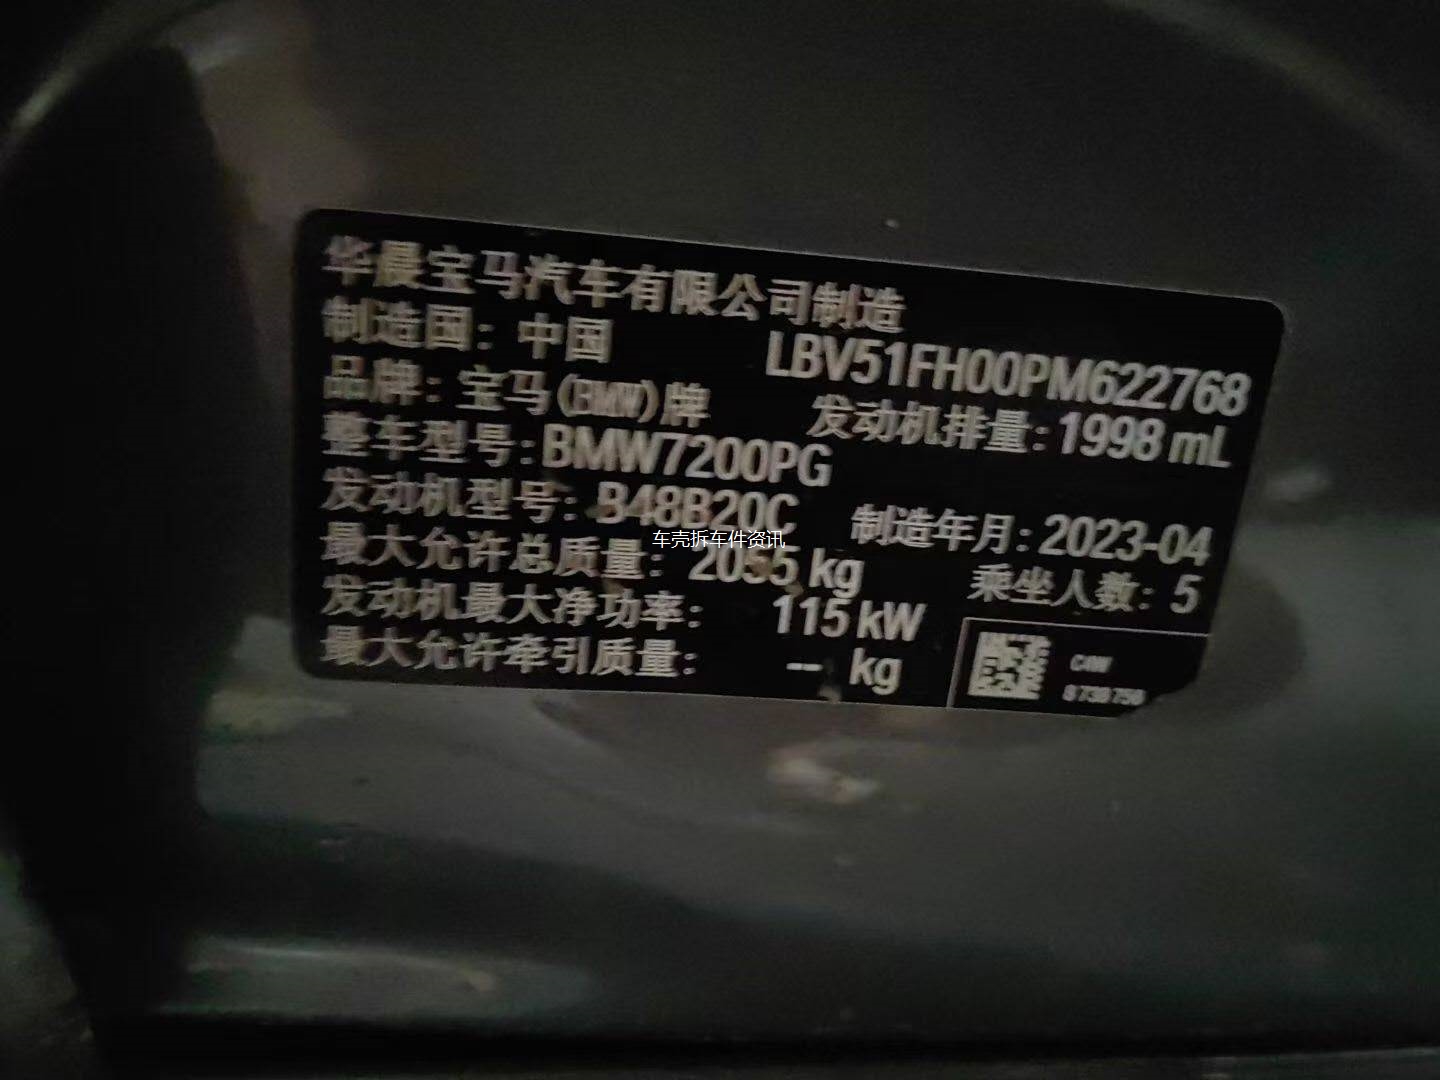 华晨宝马汽车有限公司制造
制造国：中国 LBV51FH00PM622768
品牌：宝马(BMW)牌 发动机排量：1998 mL
整车型号：BMW7200PG
发动机型号：B48B20C 制造年月：2023-04
车壳拆车件资讯
最大允许总质量：2055 kg 乘坐人数：5
发动机最大净功率：115 kW
最大允许牵引质量：-- kg
C4W
8738750